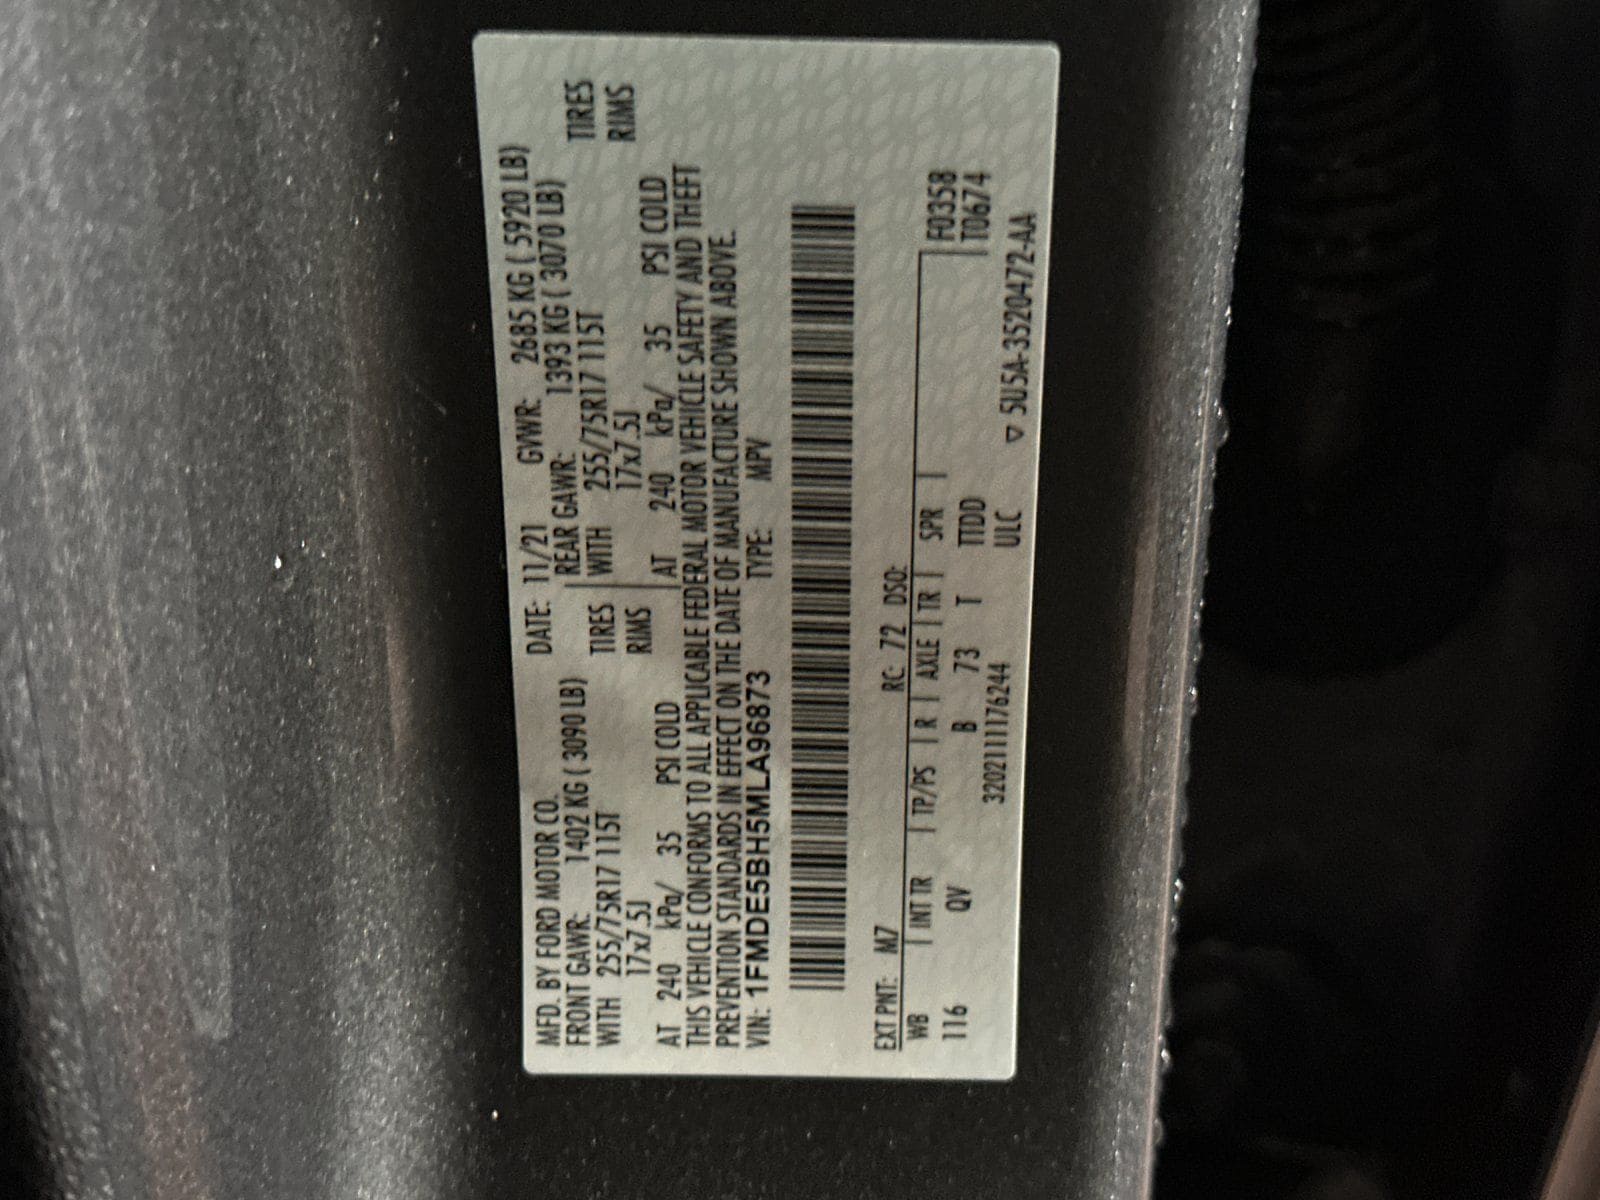 MFD. BY FORD MOTOR CO. DATE: 11/21 GVWR: 2685 KG ( 5920 LB)
FRONT GAWR: 1402 KG ( 3090 LB) REAR GAWR: 1393 KG ( 3070 LB)
WITH 255/75R17 115T TIRES WITH 255/75R17 115T TIRES
17x7.5J RIMS 17x7.5J RIMS
AT 240 kPa/ 35 PSI COLD AT 240 kPa/ 35 PSI COLD
THIS VEHICLE CONFORMS TO ALL APPLICABLE FEDERAL MOTOR VEHICLE SAFETY AND THEFT
PREVENTION STANDARDS IN EFFECT ON THE DATE OF MANUFACTURE SHOWN ABOVE.
VIN: 1FMDE5BH5MLA96873 TYPE: MPV
EXT PNT: M7 RC: 72 DSO:
WB | INT TR | TP/PS | R | AXLE | TR | SPR | F0358
116 QV B 73 T TTDD T0674
32021111176244 ULC ▽ 5U5A-3520472-AA